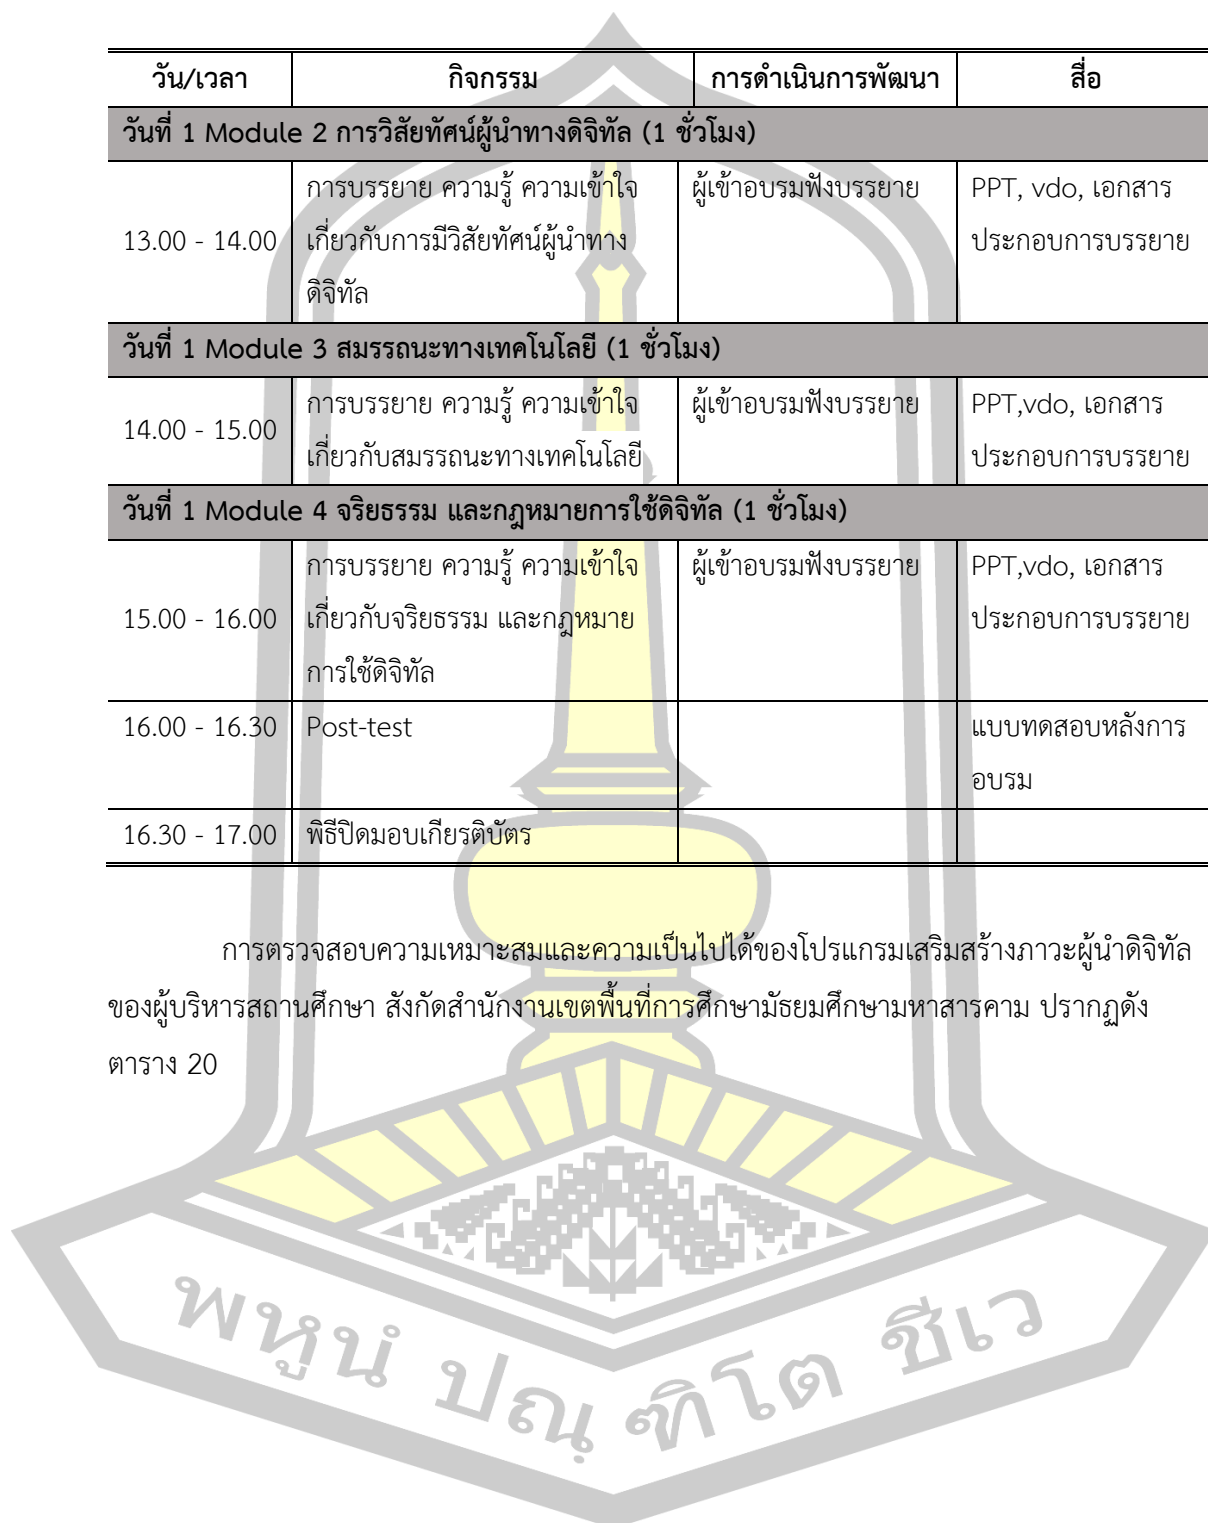 วัน/เวลา กิจกรรม การดำเนินการพัฒนา สื่อ
วันที่ 1 Module 2 การวิสัยทัศน์ผู้นำทางดิจิทัล (1 ชั่วโมง)
การบรรยาย ความรู้ ความเข้าใจ ผู้เข้าอบรมฟังบรรยาย PPT, vdo, เอกสาร
13.00 - 14.00 เกี่ยวกับการมีวิสัยทัศน์ผู้นำทาง ประกอบการบรรยาย
ดิจิทัล
วันที่ 1 Module 3 สมรรถนะทางเทคโนโลยี (1 ชั่วโมง)
การบรรยาย ความรู้ ความเข้าใจ ผู้เข้าอบรมฟังบรรยาย PPT,vdo, เอกสาร
14.00 - 15.00 เกี่ยวกับสมรรถนะทางเทคโนโลยี ประกอบการบรรยาย
วันที่ 1 Module 4 จริยธรรม และกฎหมายการใช้ดิจิทัล (1 ชั่วโมง)
การบรรยาย ความรู้ ความเข้าใจ ผู้เข้าอบรมฟังบรรยาย PPT,vdo, เอกสาร
15.00 - 16.00 เกี่ยวกับจริยธรรม และกฎหมาย ประกอบการบรรยาย
การใช้ดิจิทัล
16.00 - 16.30 Post-test แบบทดสอบหลังการ
อบรม
16.30 - 17.00 พิธีปิดมอบเกียรติบัตร
การตรวจสอบความเหมาะสมและความเป็นไปได้ของโปรแกรมเสริมสร้างภาวะผู้นำดิจิทัล
ของผู้บริหารสถานศึกษา สังกัดสำนักงานเขตพื้นที่การศึกษามัธยมศึกษามหาสารคาม ปรากฏดัง
ตาราง 20
พหูนํ ปณฺ ฑิโต ชีเว